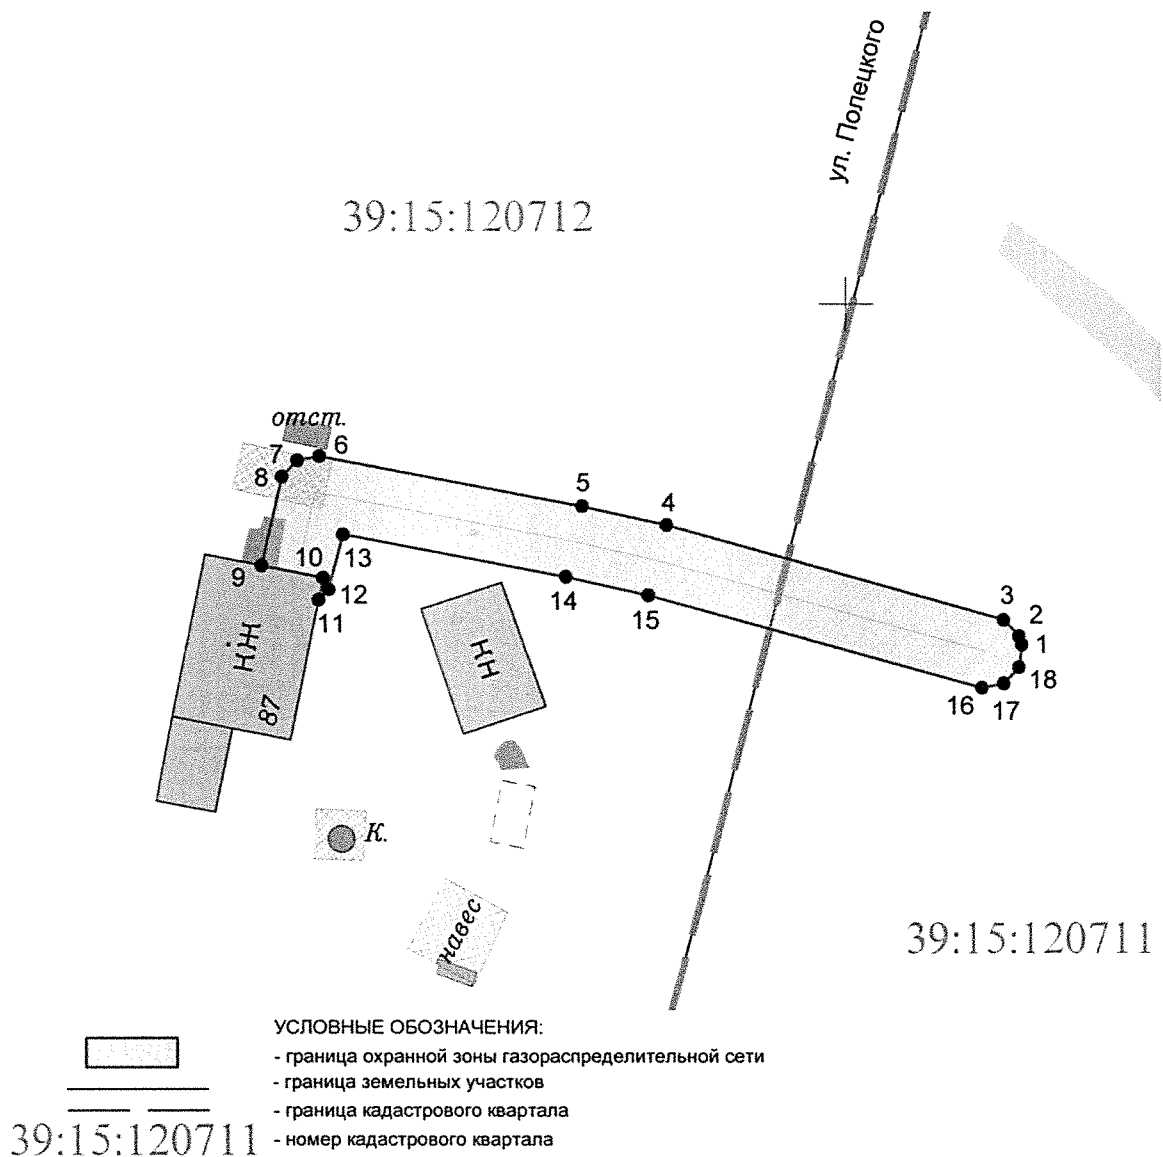 ул. Полецкого
39:15:120712
отст.
6
7
8
5
4
13
10
9
12
11
14
15
3
2
1
18
17
16
нж
нн
87
К.
навес
39:15:120711
УСЛОВНЫЕ ОБОЗНАЧЕНИЯ:
- граница охранной зоны газораспределительной сети
- граница земельных участков
- граница кадастрового квартала
39:15:120711 - номер кадастрового квартала